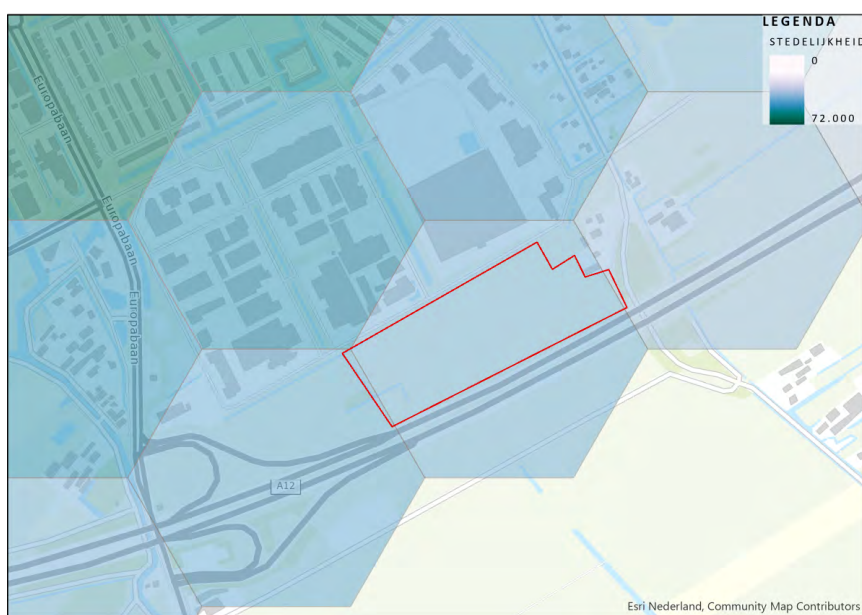 LEGENDA
STEDELIJKHEID
0
72.000
Europabaan
Europabaan
Europabaan
A12
Esri Nederland, Community Map Contributors